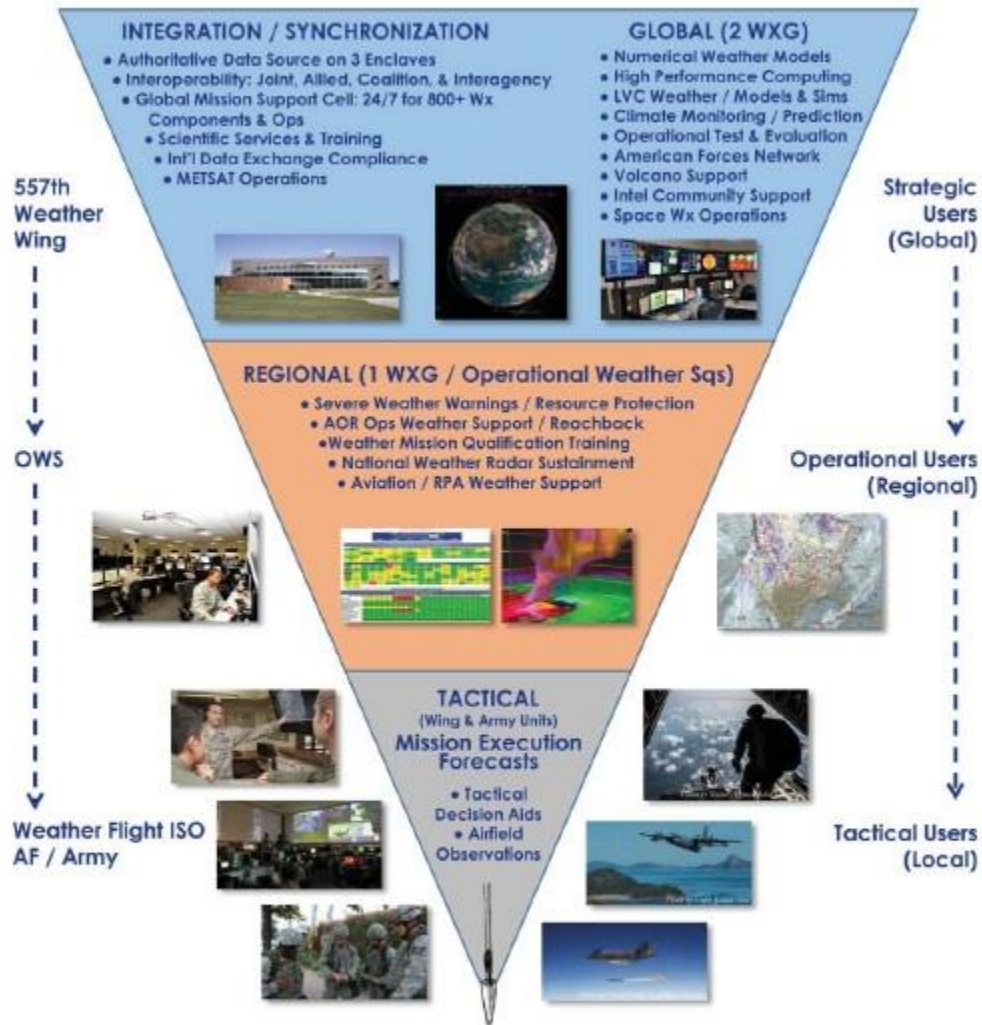 INTEGRATION / SYNCHRONIZATION
● Authoritative Data Source on 3 Enclaves
● Interoperability: Joint, Allied, Coalition, & Interagency
● Global Mission Support Cell: 24/7 for 800+ Wx
Components & Ops
● Scientific Services & Training
● Int'l Data Exchange Compliance
● METSAT Operations
GLOBAL (2 WXG)
● Numerical Weather Models
● High Performance Computing
● LVC Weather / Models & Sims
● Climate Monitoring / Prediction
● Operational Test & Evaluation
● American Forces Network
● Volcano Support
● Intel Community Support
● Space Wx Operations
557th
Weather
Wing
Strategic
Users
(Global)
REGIONAL (1 WXG / Operational Weather Sqs)
● Severe Weather Warnings / Resource Protection
● AOR Ops Weather Support / Reachback
●Weather Mission Qualification Training
● National Weather Radar Sustainment
● Aviation / RPA Weather Support
OWS
Operational Users
(Regional)
TACTICAL
(Wing & Army Units)
Mission Execution
Forecasts
● Tactical
Decision Aids
● Airfield
Observations
Weather Flight ISO
AF / Army
Tactical Users
(Local)